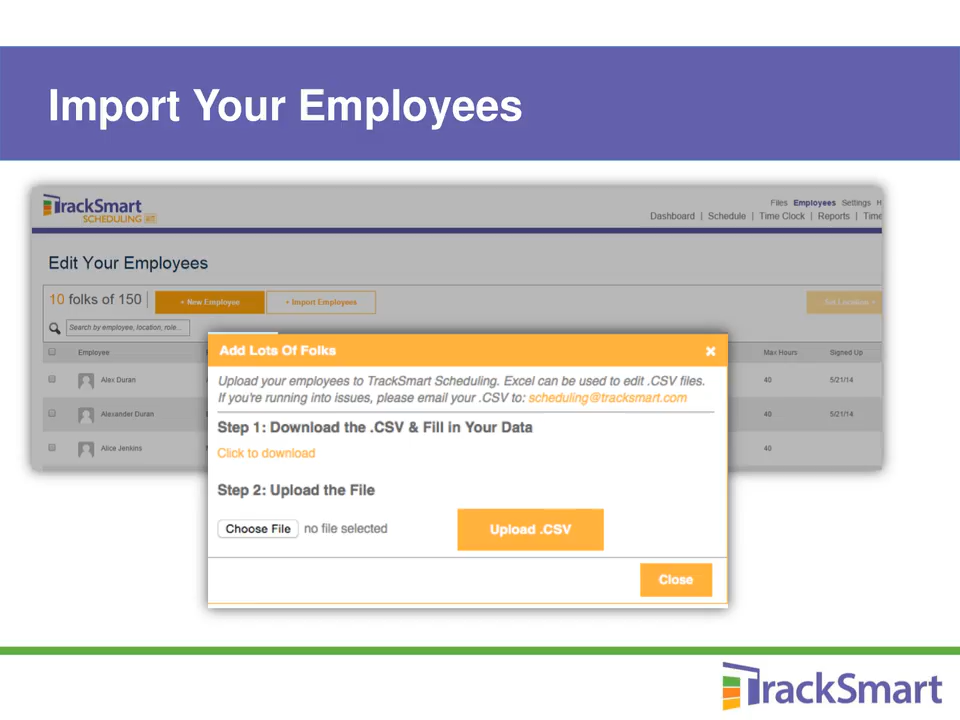 Import Your Employees
TrackSmart
SCHEDULING
Files Employees Settings H
Dashboard | Schedule | Time Clock | Reports | Time
Edit Your Employees
10 folks of 150
+ New Employee
+ Import Employees
Set Locations
Search by employee, location, role...
Employee
Max Hours
Signed Up
Alex Duran
40
5/21/14
Alexander Duran
40
5/21/14
Alice Jenkins
40
Add Lots Of Folks
x
Upload your employees to TrackSmart Scheduling. Excel can be used to edit .CSV files.
If you're running into issues, please email your .CSV to: scheduling@tracksmart.com
Step 1: Download the .CSV & Fill in Your Data
Click to download
Step 2: Upload the File
Choose File no file selected
Upload .CSV
Close
TrackSmart